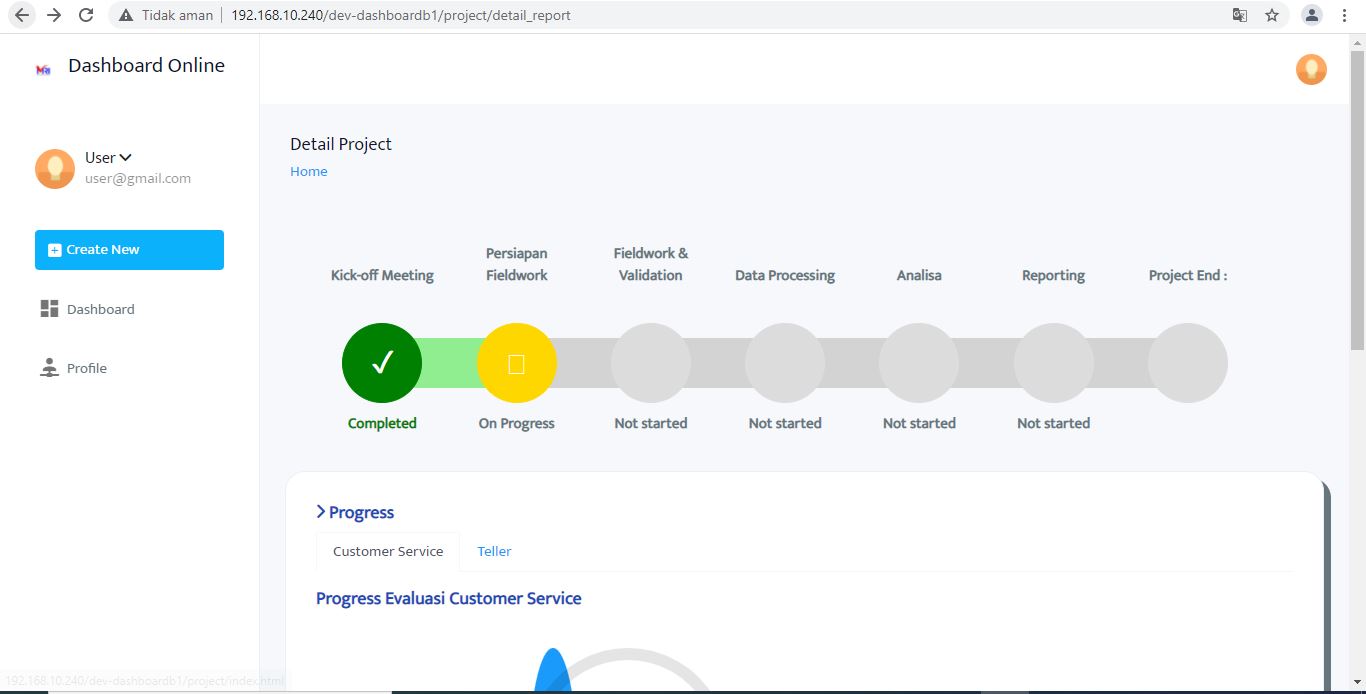 Tidak aman
192.168.10.240/dev-dashboardb1/project/detail_report
Dashboard Online
User
user@gmail.com
Create New
Dashboard
Profile
Detail Project
Home
Kick-off Meeting
Persiapan
Fieldwork
Fieldwork &
Validation
Data Processing
Analisa
Reporting
Project End :
Completed
On Progress
Not started
Not started
Not started
Not started
Progress
Customer Service
Teller
Progress Evaluasi Customer Service
192.168.10.240/dev-dashboardb1/project/index.html